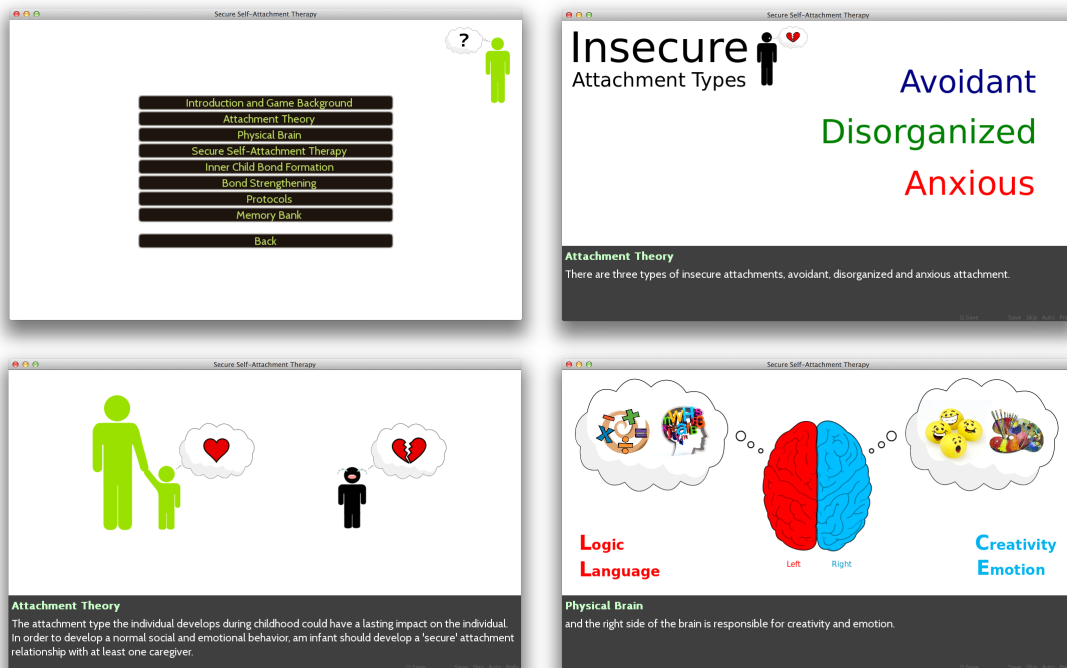 Secure Self-Attachment Therapy
?
Introduction and Game Background
Attachment Theory
Physical Brain
Secure Self-Attachment Therapy
Inner Child Bond Formation
Bond Strengthening
Protocols
Memory Bank
Back
Secure Self-Attachment Therapy
Insecure
Attachment Types
Avoidant
Disorganized
Anxious
Attachment Theory
There are three types of insecure attachments, avoidant, disorganized and anxious attachment.
Q.Save Save Skip Auto
Secure Self-Attachment Therapy
Attachment Theory
The attachment type the individual develops during childhood could have a lasting impact on the individual.
In order to develop a normal social and emotional behavior, am infant should develop a 'secure' attachment
relationship with at least one caregiver.
Secure Self-Attachment Therapy
Logic
Language
Left
Right
Creativity
Emotion
Physical Brain
and the right side of the brain is responsible for creativity and emotion.